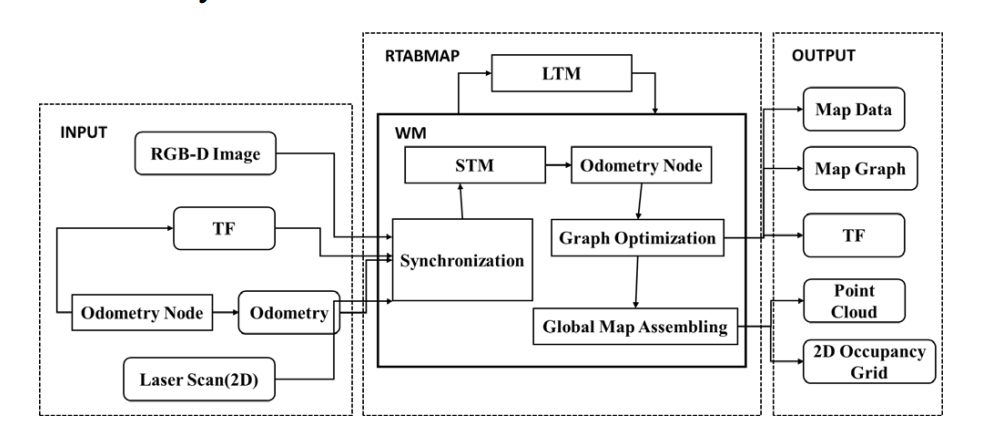 INPUT
RGB-D Image
TF
Odometry Node
Odometry
Laser Scan(2D)
RTABMAP
LTM
WM
STM
Odometry Node
Synchronization
Graph Optimization
Global Map Assembling
OUTPUT
Map Data
Map Graph
TF
Point
Cloud
2D Occupancy
Grid